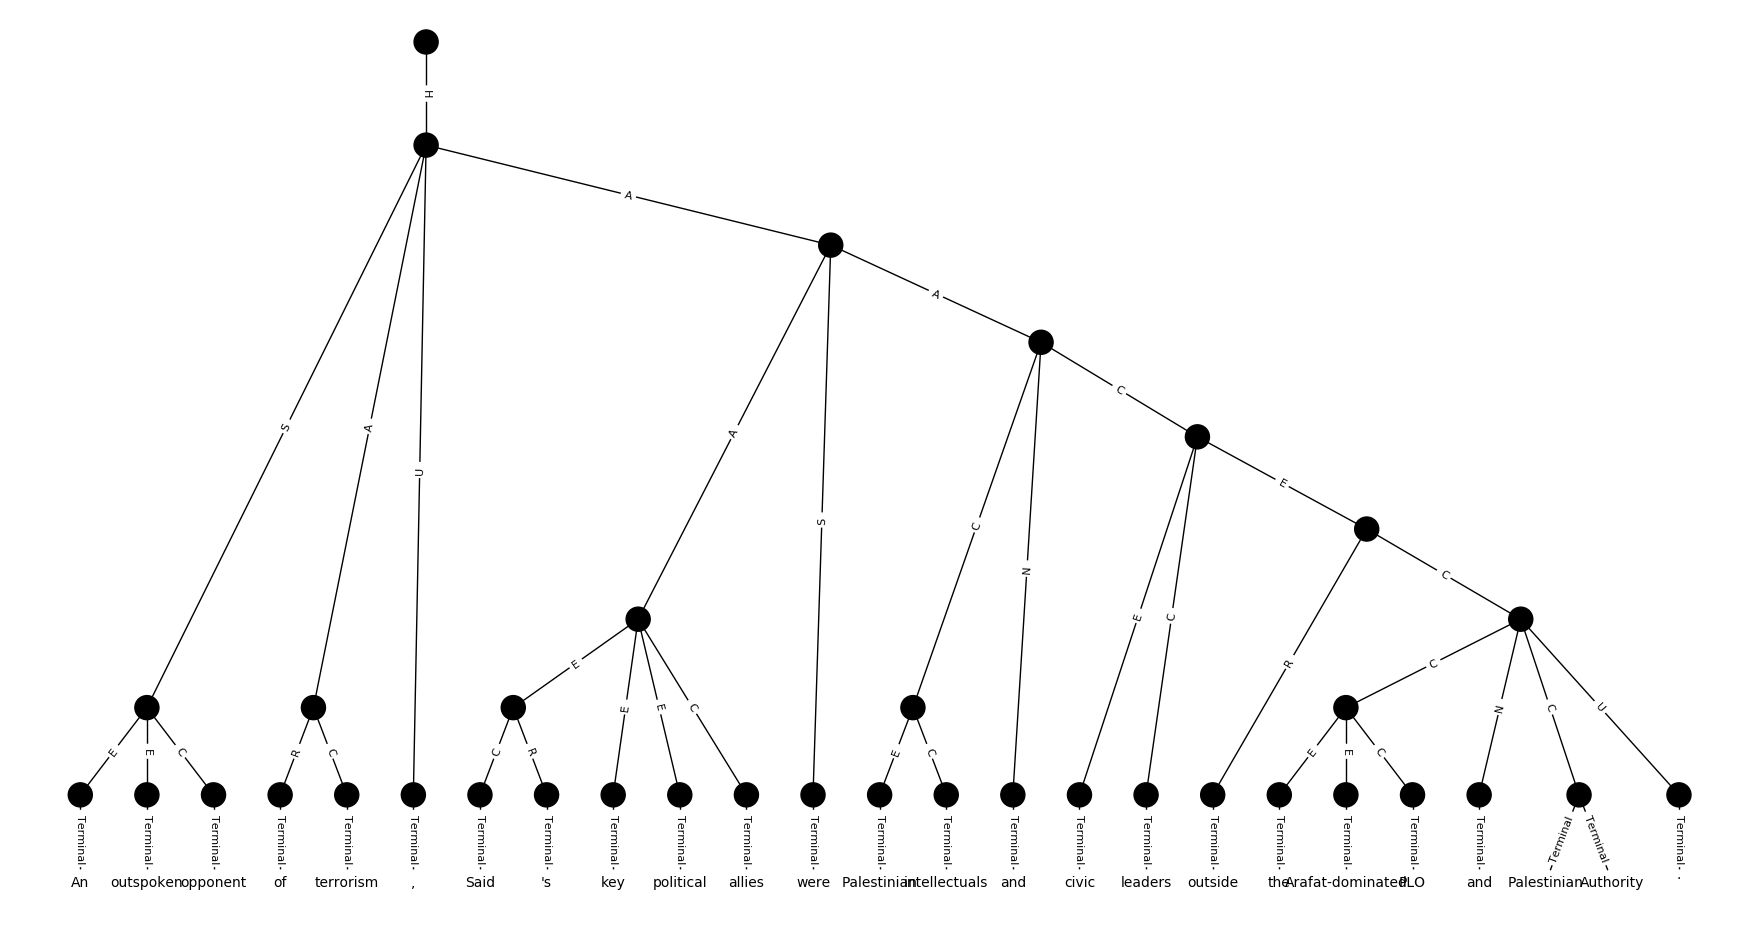 H
A
A
S
A
U
A
S
C
N
C
E
E
C
R
C
E
E
E
C
E
C
C
N
C
U
E
E
C
R
C
C
R
E
C
E
E
C
Terminal Terminal Terminal Terminal Terminal Terminal Terminal Terminal Terminal Terminal Terminal Terminal Terminal Terminal Terminal Terminal Terminal Terminal Terminal Terminal Terminal Terminal Terminal Terminal Terminal
An outspoken opponent of terrorism , Said 's key political allies were Palestinian intellectuals and civic leaders outside the Arafat-dominated PLO and Palestinian Authority .